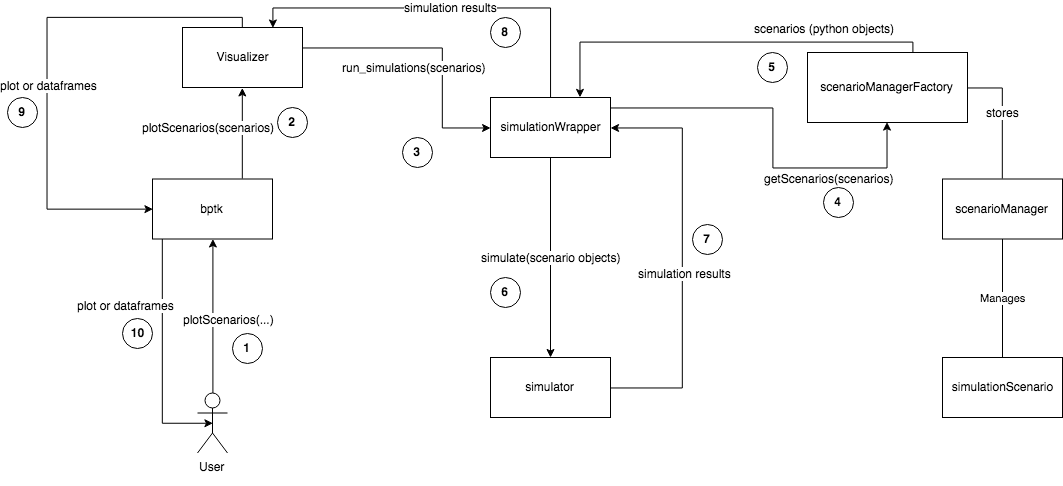 simulation results
8
scenarios (python objects)
Visualizer
run_simulations(scenarios)
5
plot or dataframes
9
scenarioManagerFactory
stores
plotScenarios(scenarios)
2
simulationWrapper
3
getScenarios(scenarios)
4
bptk
scenarioManager
7
simulate(scenario objects)
simulation results
6
plot or dataframes
10
plotScenarios(...)
1
Manages
simulator
simulationScenario
User